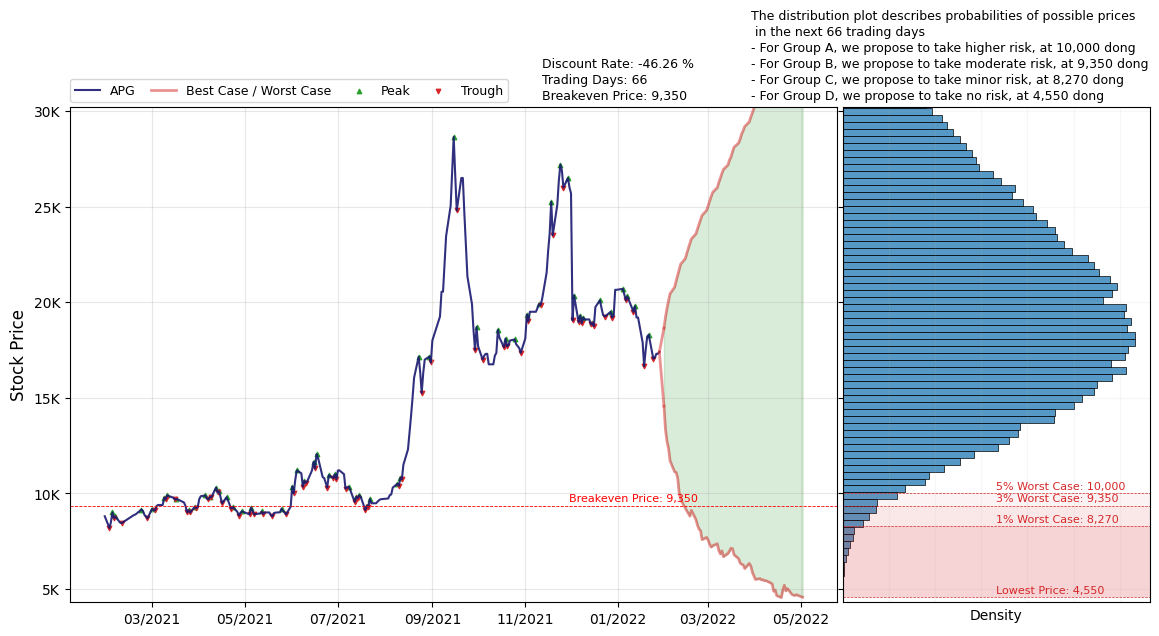 The distribution plot describes probabilities of possible prices
in the next 66 trading days
- For Group A, we propose to take higher risk, at 10,000 dong
- For Group B, we propose to take moderate risk, at 9,350 dong
- For Group C, we propose to take minor risk, at 8,270 dong
- For Group D, we propose to take no risk, at 4,550 dong
Discount Rate: -46.26 %
Trading Days: 66
Breakeven Price: 9,350
APG
Best Case / Worst Case
Peak
Trough
Stock Price
30K
25K
20K
15K
10K
5K
Breakeven Price: 9,350
5% Worst Case: 10,000
3% Worst Case: 9,350
1% Worst Case: 8,270
Lowest Price: 4,550
03/2021
05/2021
07/2021
09/2021
11/2021
01/2022
03/2022
05/2022
Density